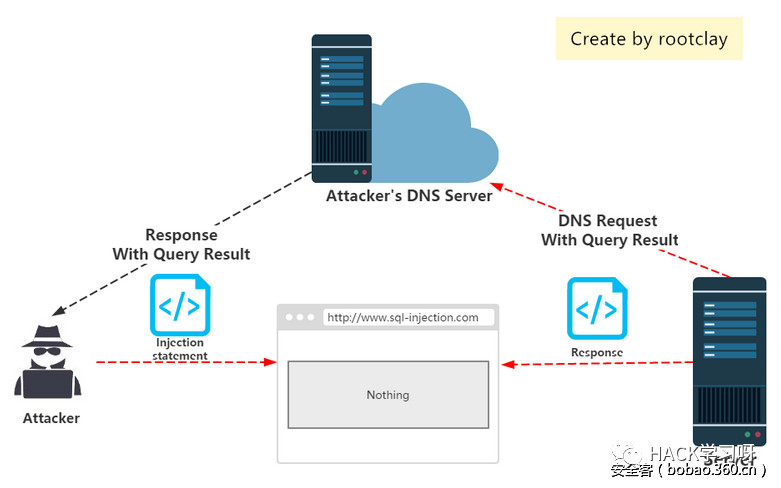 Create by rootclay
Attacker's DNS Server
DNS Request
With Query Result
Response
With Query Result
Injection
statement
http://www.sql-injection.com
Nothing
Response
Attacker
Server
HACK学习呀
安全客（bobao.360.cn）